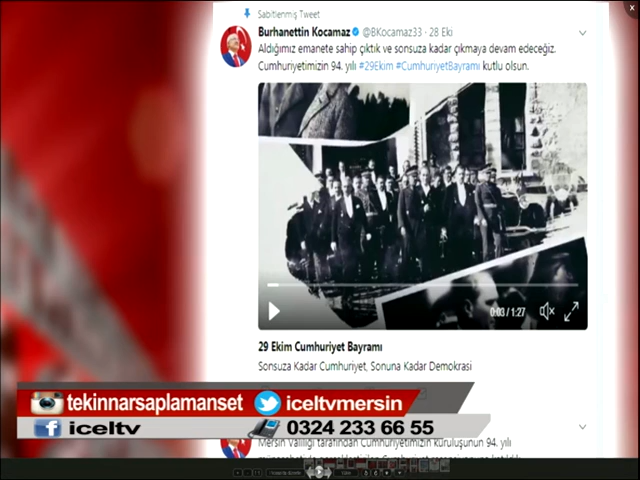 Sabitlenmiş Tweet
Burhanettin Kocamaz @BKocamaz33 · 28 Eki
Aldığımız emanete sahip çıktık ve sonsuza kadar çıkmaya devam edeceğiz.
Cumhuriyetimizin 94. yılı #29Ekim #CumhuriyetBayramı kutlu olsun.
0:03 / 1:27
29 Ekim Cumhuriyet Bayramı
Sonsuza Kadar Cumhuriyet, Sonuna Kadar Demokrasi
tekinnarsaplamanset iceltvmersin
iceltv 0324 233 66 55
Mersin Valiliği tarafından Cumhuriyetimizin kuruluşunun 94. yılı